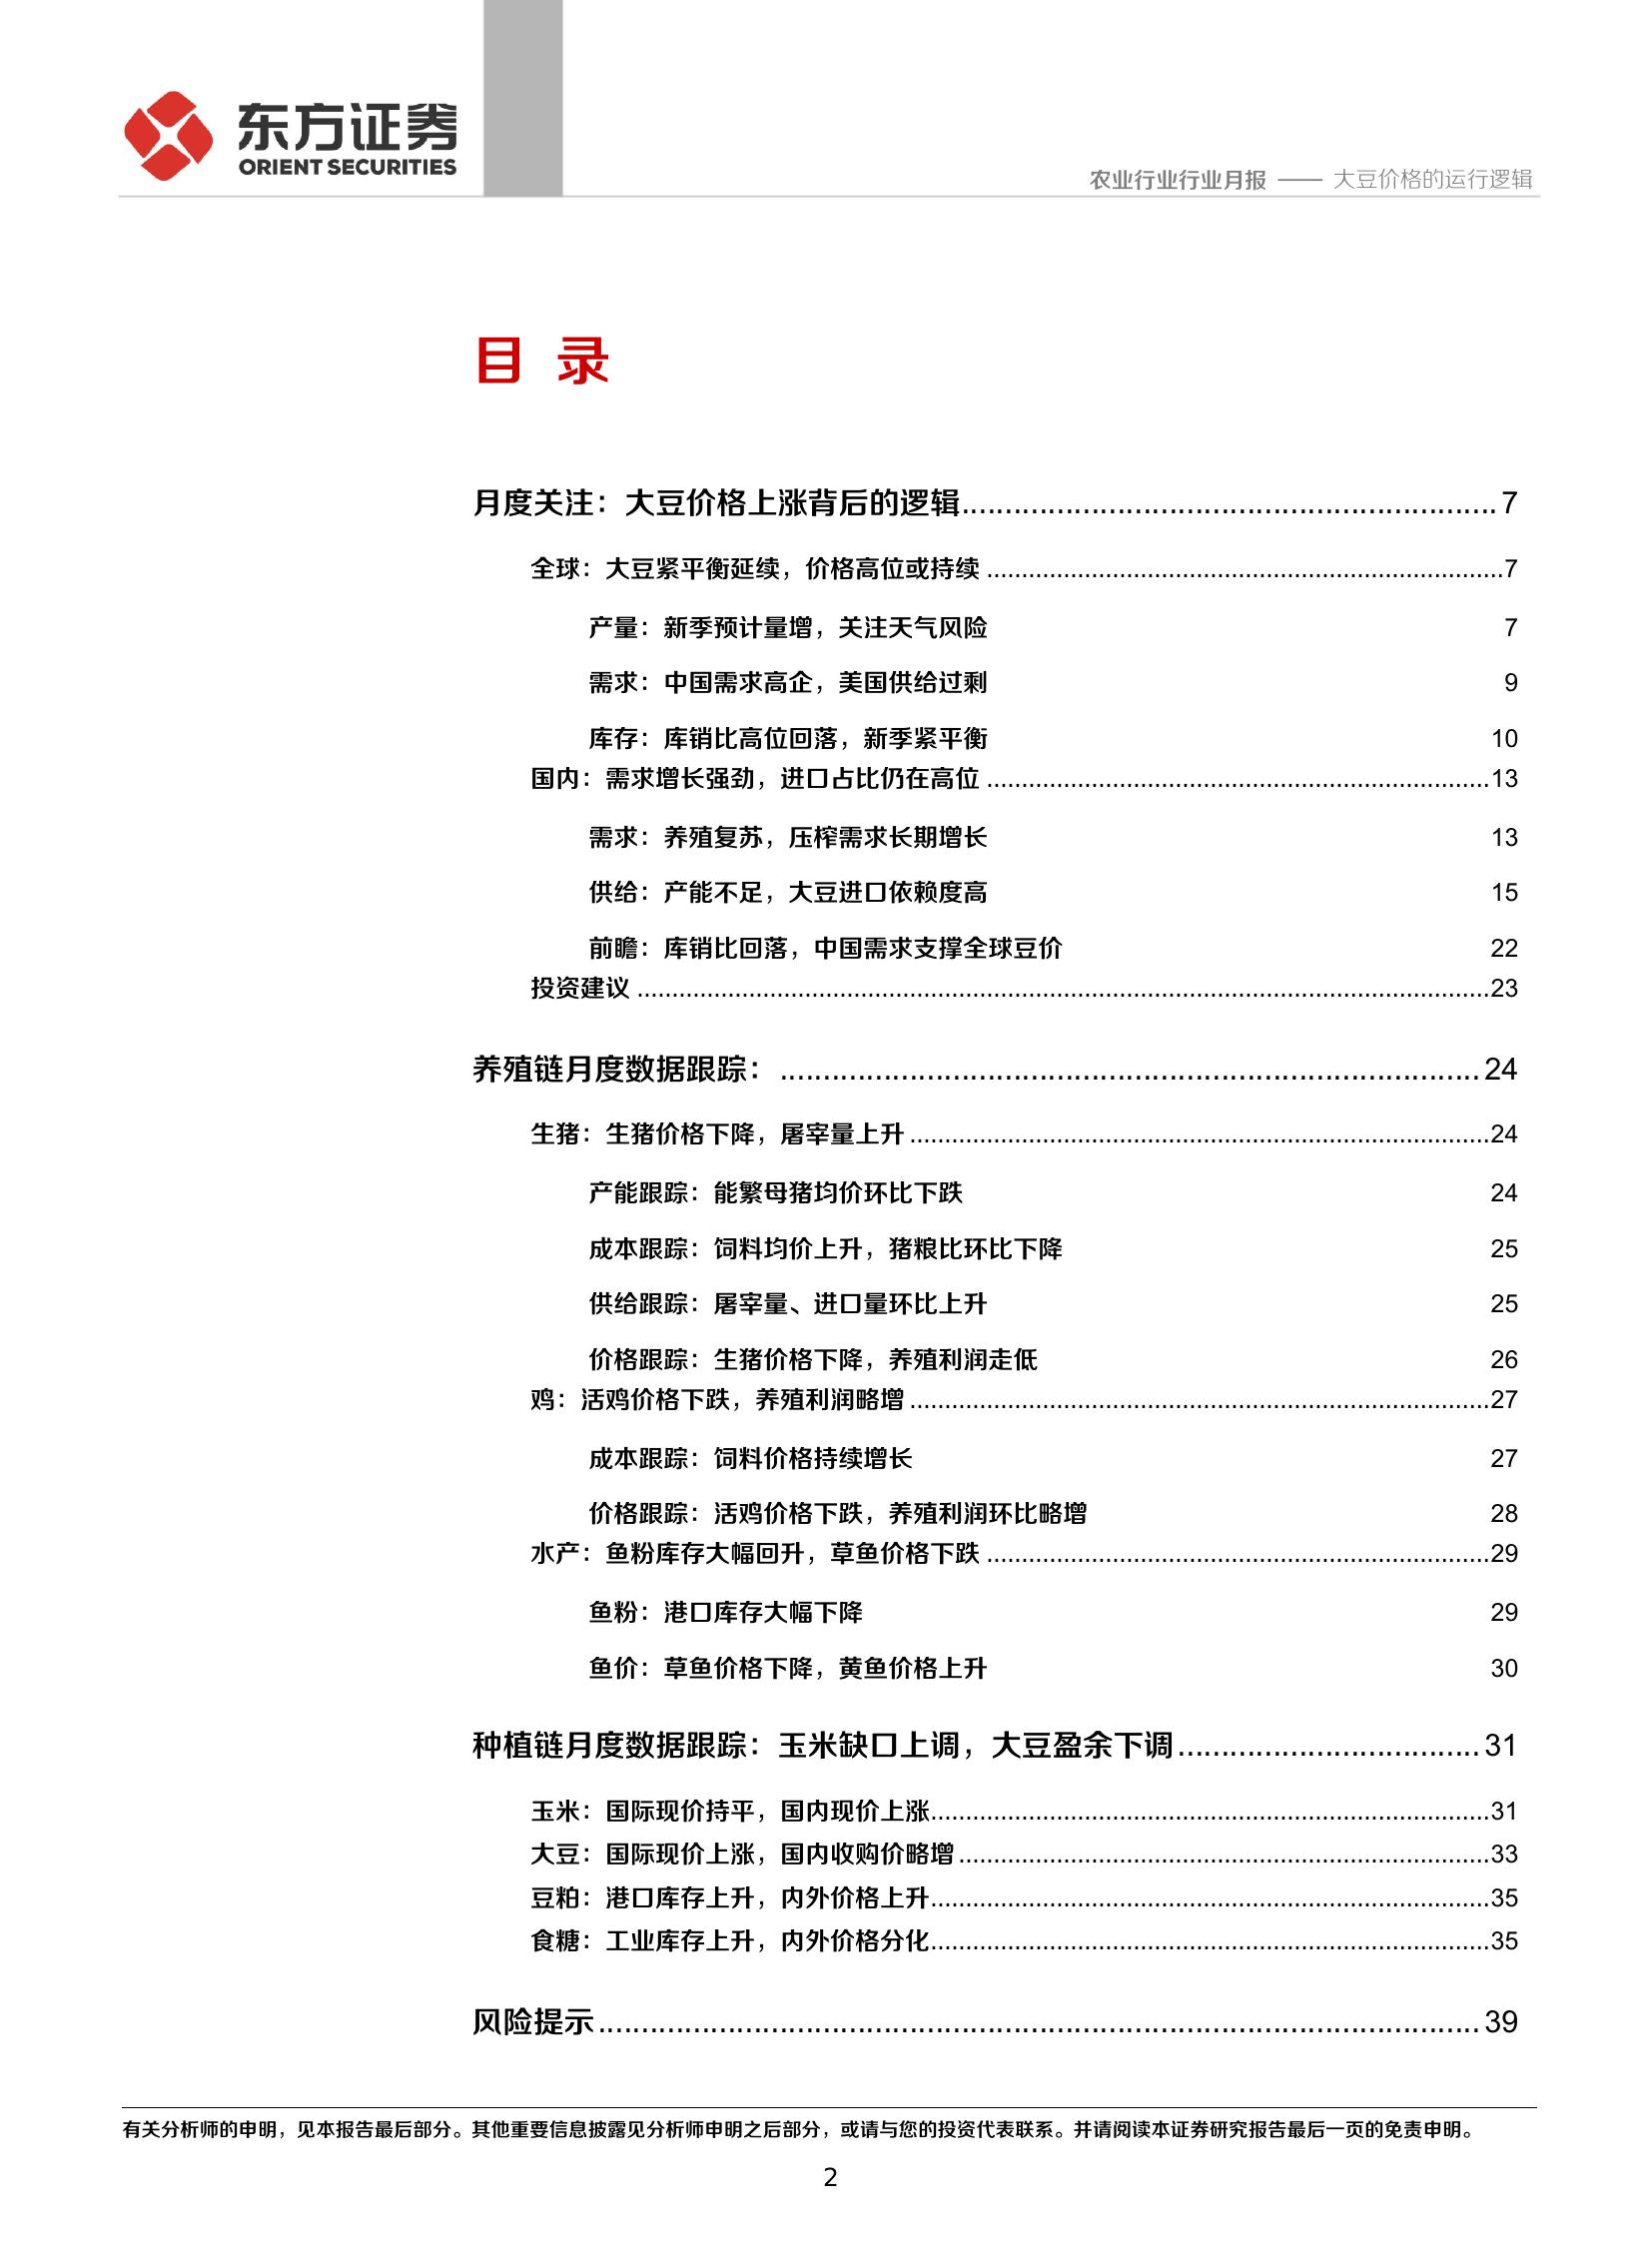 东方证券
ORIENT SECURITIES
农业行业行业月报 —— 大豆价格的运行逻辑
目 录
月度关注：大豆价格上涨背后的逻辑.............................................................. 7
全球：大豆紧平衡延续，价格高位或持续 ..........................................................................7
产量：新季预计量增，关注天气风险 7
需求：中国需求高企，美国供给过剩 9
库存：库销比高位回落，新季紧平衡 10
国内：需求增长强劲，进口占比仍在高位 ........................................................................13
需求：养殖复苏，压榨需求长期增长 13
供给：产能不足，大豆进口依赖度高 15
前瞻：库销比回落，中国需求支撑全球豆价 22
投资建议 ..........................................................................................................................23
养殖链月度数据跟踪： ................................................................................. 24
生猪：生猪价格下降，屠宰量上升 ...................................................................................24
产能跟踪：能繁母猪均价环比下跌 24
成本跟踪：饲料均价上升，猪粮比环比下降 25
供给跟踪：屠宰量、进口量环比上升 25
价格跟踪：生猪价格下降，养殖利润走低 26
鸡：活鸡价格下跌，养殖利润略增 ...................................................................................27
成本跟踪：饲料价格持续增长 27
价格跟踪：活鸡价格下跌，养殖利润环比略增 28
水产：鱼粉库存大幅回升，草鱼价格下跌 ........................................................................29
鱼粉：港口库存大幅下降 29
鱼价：草鱼价格下降，黄鱼价格上升 30
种植链月度数据跟踪：玉米缺口上调，大豆盈余下调................................... 31
玉米：国际现价持平，国内现价上涨................................................................................31
大豆：国际现价上涨，国内收购价略增............................................................................33
豆粕：港口库存上升，内外价格上升................................................................................35
食糖：工业库存上升，内外价格分化................................................................................35
风险提示...................................................................................................... 39
有关分析师的申明，见本报告最后部分。其他重要信息披露见分析师申明之后部分，或请与您的投资代表联系。并请阅读本证券研究报告最后一页的免责申明。
2